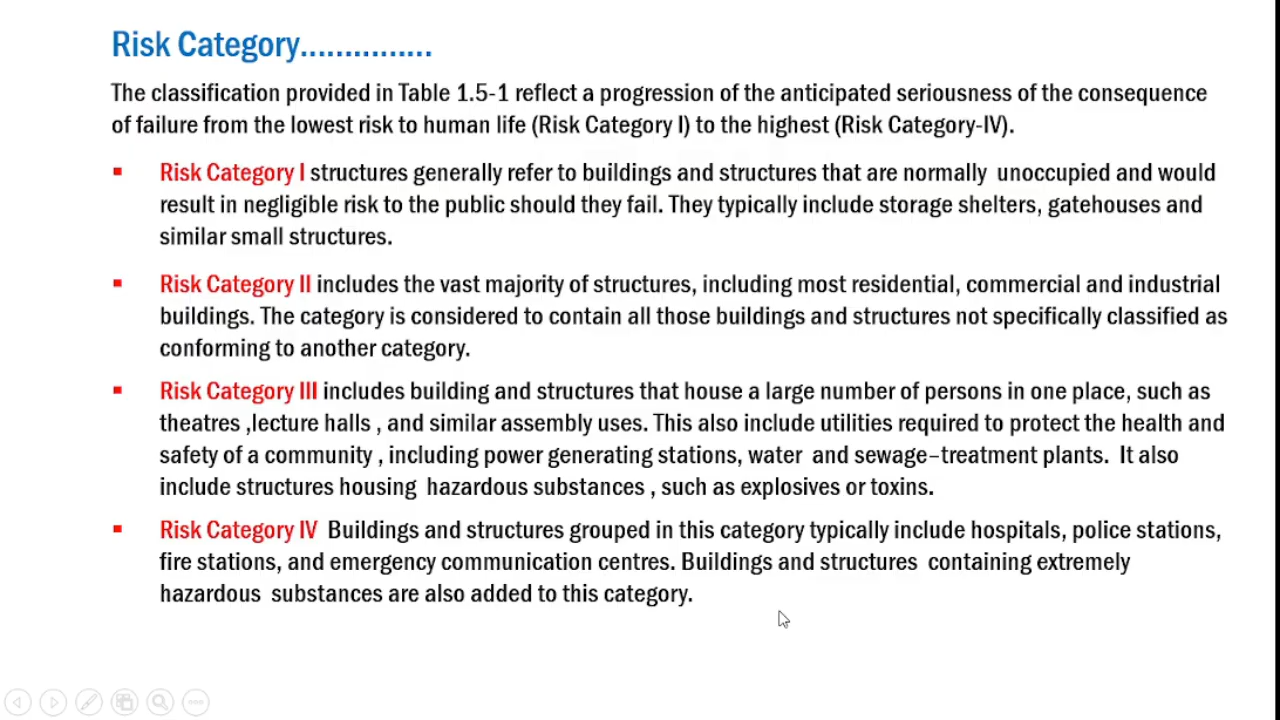 Risk Category...............
The classification provided in Table 1.5-1 reflect a progression of the anticipated seriousness of the consequence
of failure from the lowest risk to human life (Risk Category I) to the highest (Risk Category-IV).
▪ Risk Category I structures generally refer to buildings and structures that are normally unoccupied and would
result in negligible risk to the public should they fail. They typically include storage shelters, gatehouses and
similar small structures.
▪ Risk Category II includes the vast majority of structures, including most residential, commercial and industrial
buildings. The category is considered to contain all those buildings and structures not specifically classified as
conforming to another category.
▪ Risk Category III includes building and structures that house a large number of persons in one place, such as
theatres ,lecture halls , and similar assembly uses. This also include utilities required to protect the health and
safety of a community , including power generating stations, water and sewage–treatment plants. It also
include structures housing hazardous substances , such as explosives or toxins.
▪ Risk Category IV Buildings and structures grouped in this category typically include hospitals, police stations,
fire stations, and emergency communication centres. Buildings and structures containing extremely
hazardous substances are also added to this category.